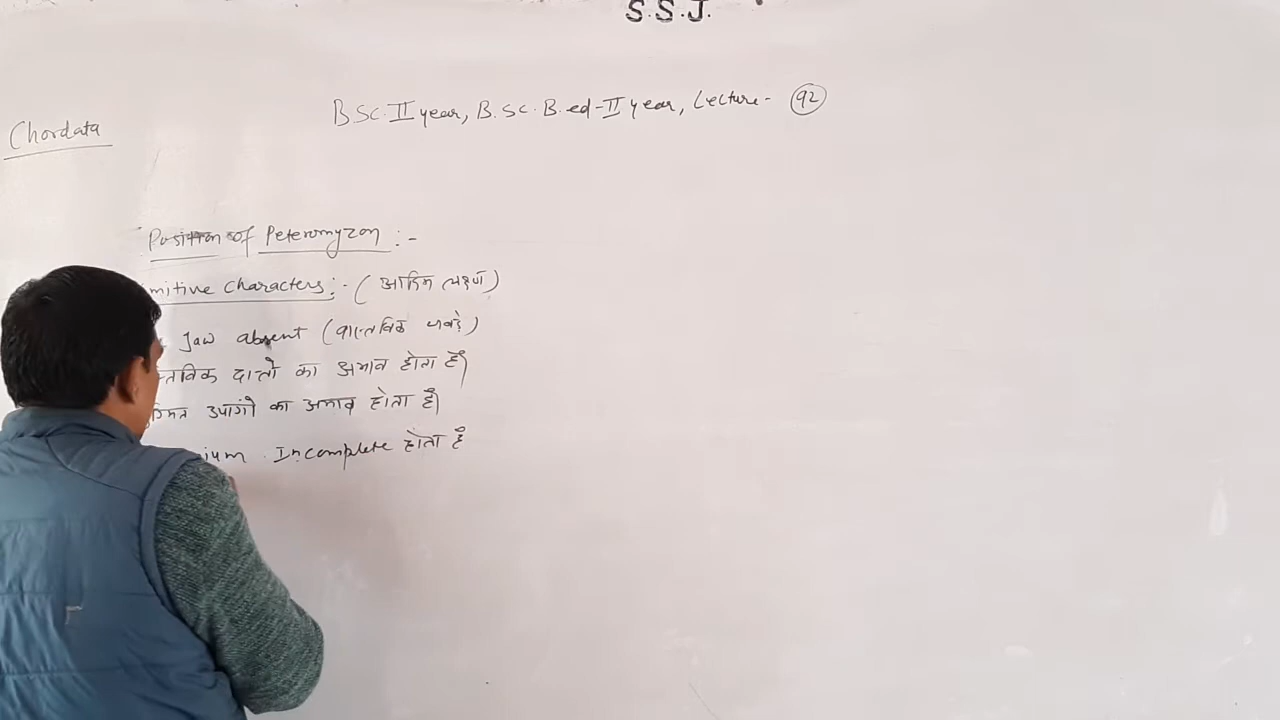 S.S.J.
B.Sc. II year, B.Sc. B.ed-II year, Lecture- 92
Chordata
Position of Peteromyzon :-
mitive characters :- (आदिम लक्षण)
Jaw absent (वास्तविक जबड़े)
स्तविक दान्तो का अभाव होता है।
उपांगो का अभाव होता है।
ium Incomplete होता है